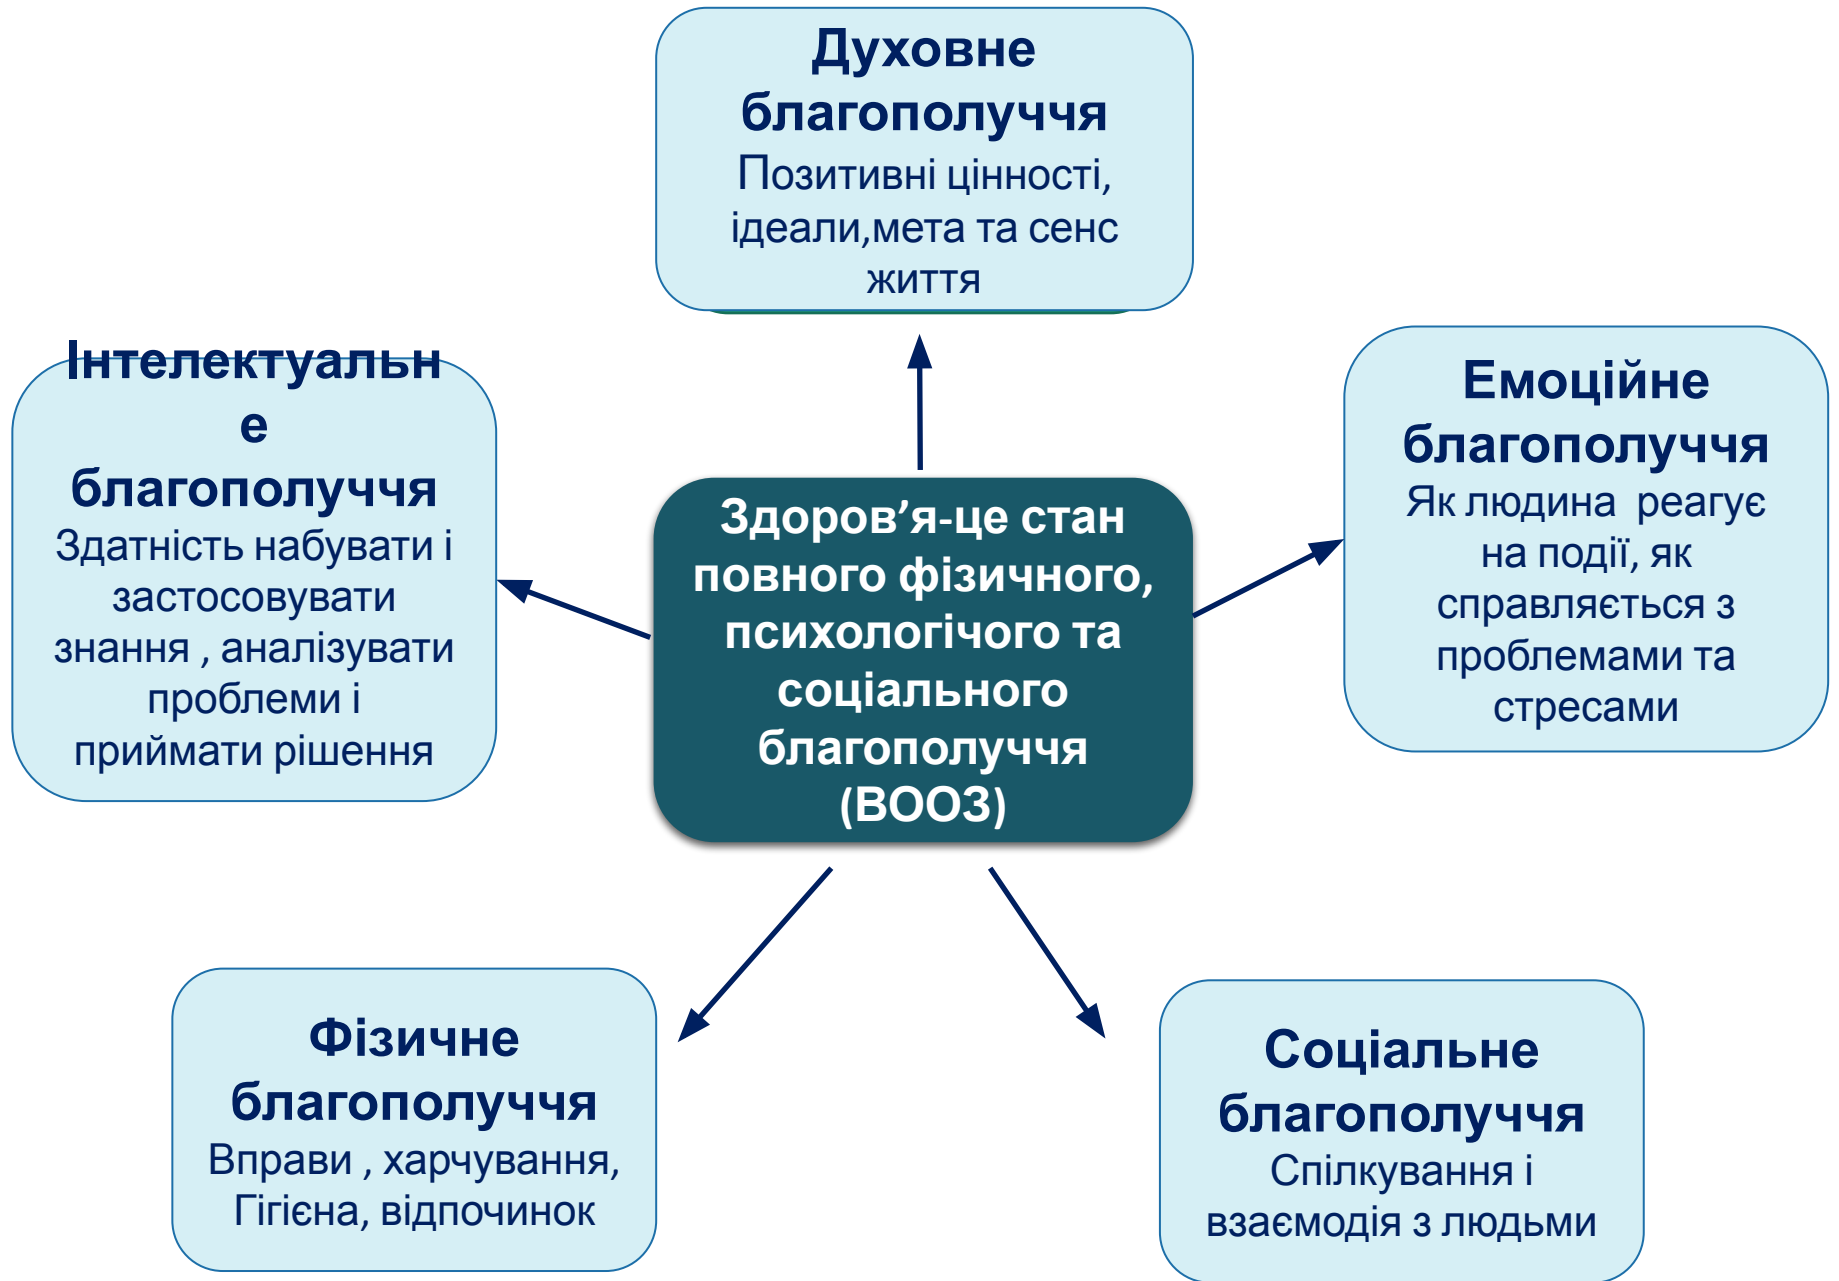 Духовне
благополуччя
Позитивні цінності,
ідеали,мета та сенс
життя
Інтелектуальн
е
благополуччя
Здатність набувати і
застосовувати
знання , аналізувати
проблеми і
приймати рішення
Здоров’я-це стан
повного фізичного,
психологічого та
соціального
благополуччя
(ВООЗ)
Емоційне
благополуччя
Як людина  реагує
на події, як
справляється з
проблемами та
стресами
Фізичне
благополуччя
Вправи , харчування,
Гігієна, відпочинок
Соціальне
благополуччя
Спілкування і
взаємодія з людьми